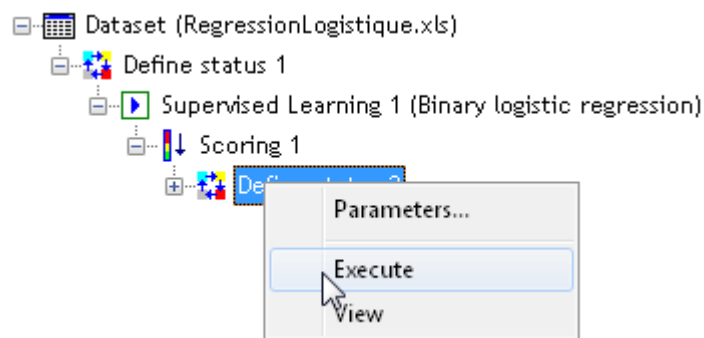 Dataset (RegressionLogistique.xls)
Define status 1
Supervised Learning 1 (Binary logistic regression)
Scoring 1
Parameters...
Execute
View